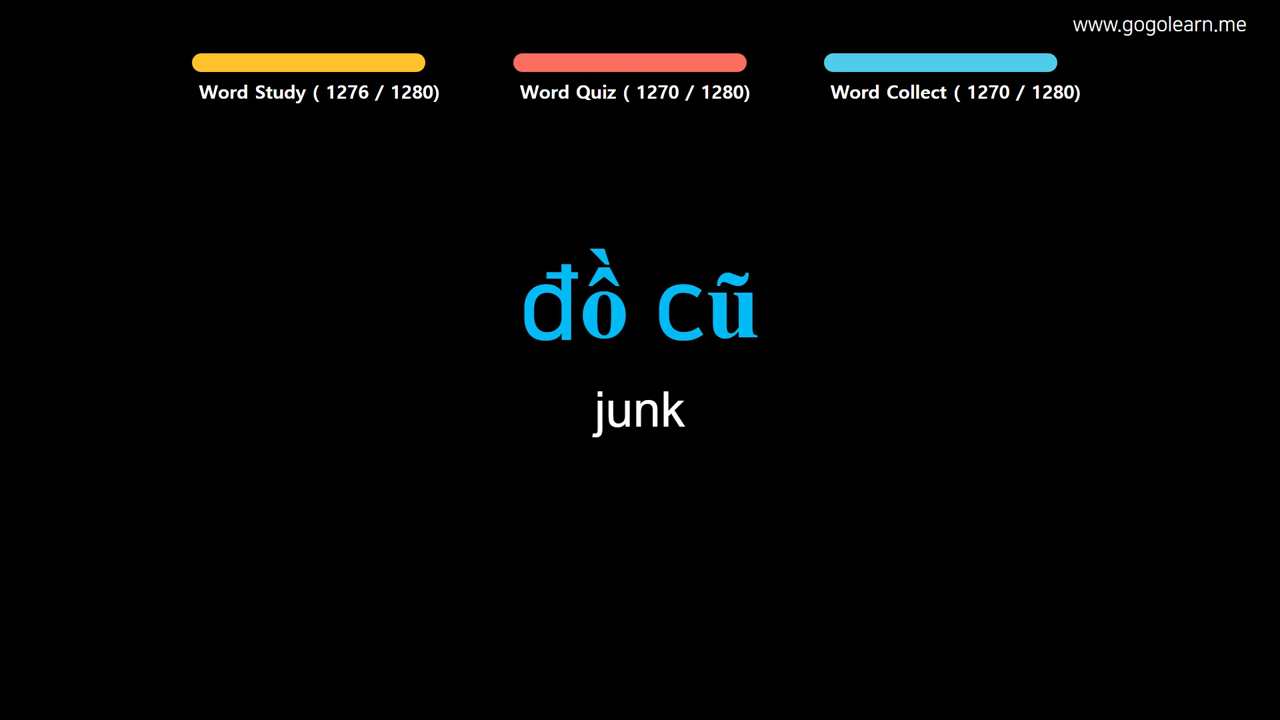 www.gogolearn.me
Word Study ( 1276 / 1280)
Word Quiz ( 1270 / 1280)
Word Collect ( 1270 / 1280)
đồ cũ
junk